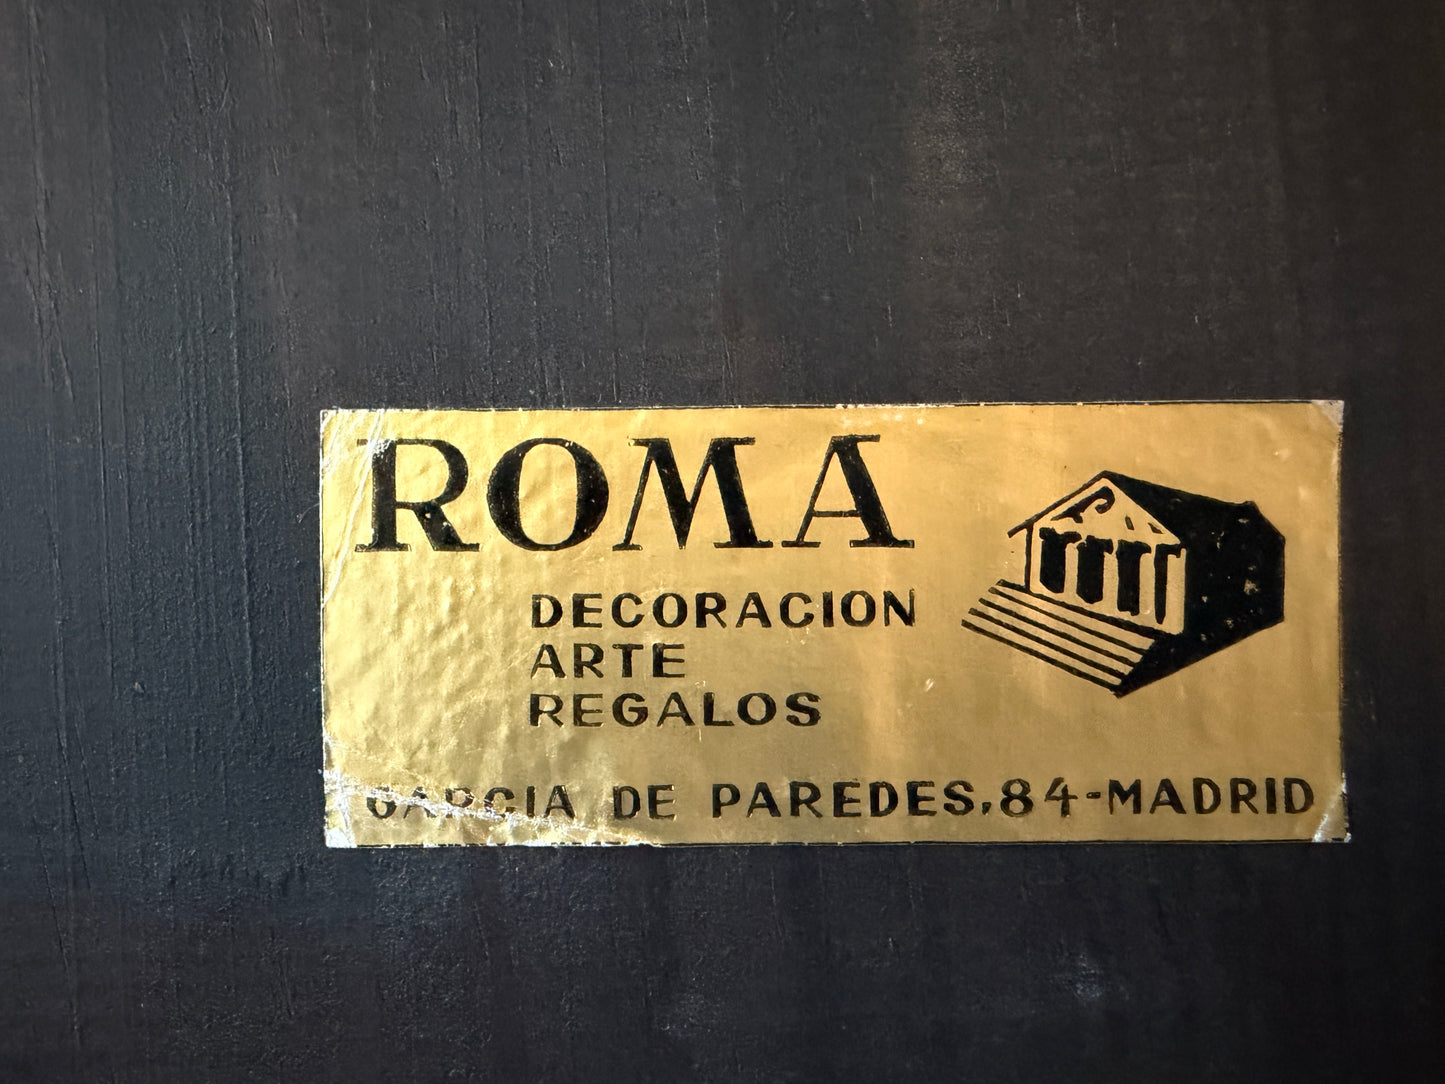 ROMA
DECORACION
ARTE
REGALOS
GARCIA DE PAREDES, 84-MADRID